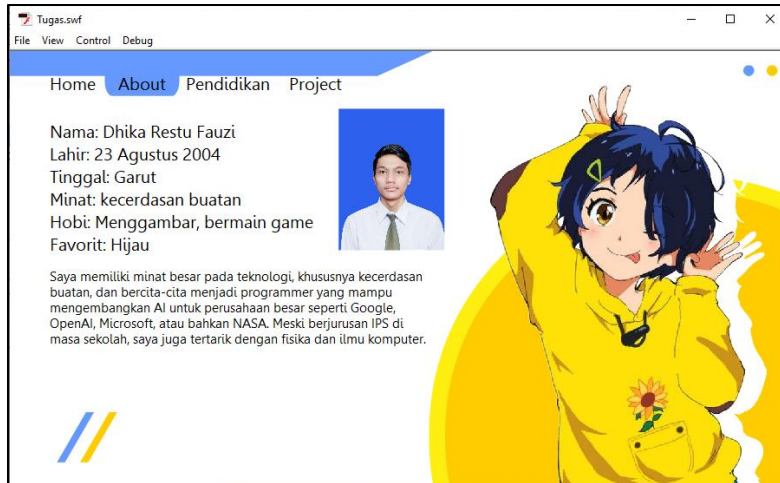 Tugas.swf
File View Control Debug
Home About Pendidikan Project
Nama: Dhika Restu Fauzi
Lahir: 23 Agustus 2004
Tinggal: Garut
Minat: kecerdasan buatan
Hobi: Menggambar, bermain game
Favorit: Hijau
Saya memiliki minat besar pada teknologi, khususnya kecerdasan
buatan, dan bercita-cita menjadi programmer yang mampu
mengembangkan AI untuk perusahaan besar seperti Google,
OpenAI, Microsoft, atau bahkan NASA. Meski berjurusan IPS di
masa sekolah, saya juga tertarik dengan fisika dan ilmu komputer.